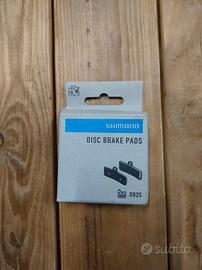 SHIMANO
DISC BRAKE PADS
D02S
subito